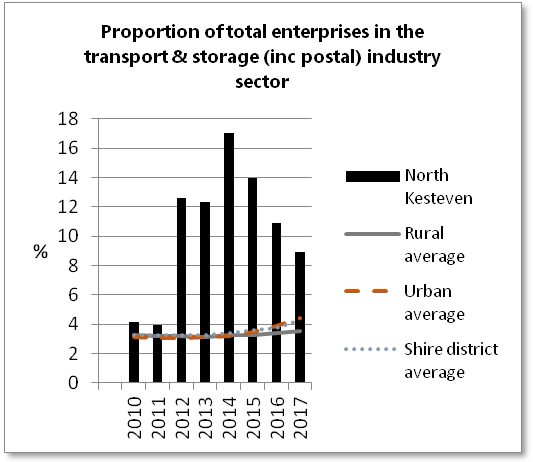 Proportion of total enterprises in the
transport & storage (inc postal) industry
sector
18
16
14
12
10
8
6
4
2
0
%
2010
2011
2012
2013
2014
2015
2016
2017
North
Kesteven
Rural
average
Urban
average
Shire district
average